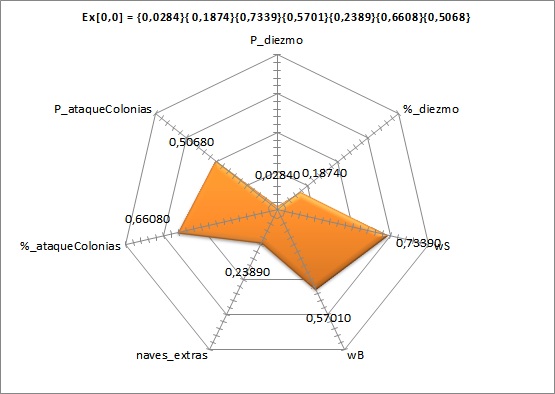 Ex[0,0] = {0,0284}{ 0,1874}{0,7339}{0,5701}{0,2389}{0,6608}{0,5068}
P_diezmo
P_ataqueColonias
%_diezmo
0,50680
0,02840
0,18740
0,66080
%_ataqueColonias
0,73390
wS
0,23890
0,57010
naves_extras
wB